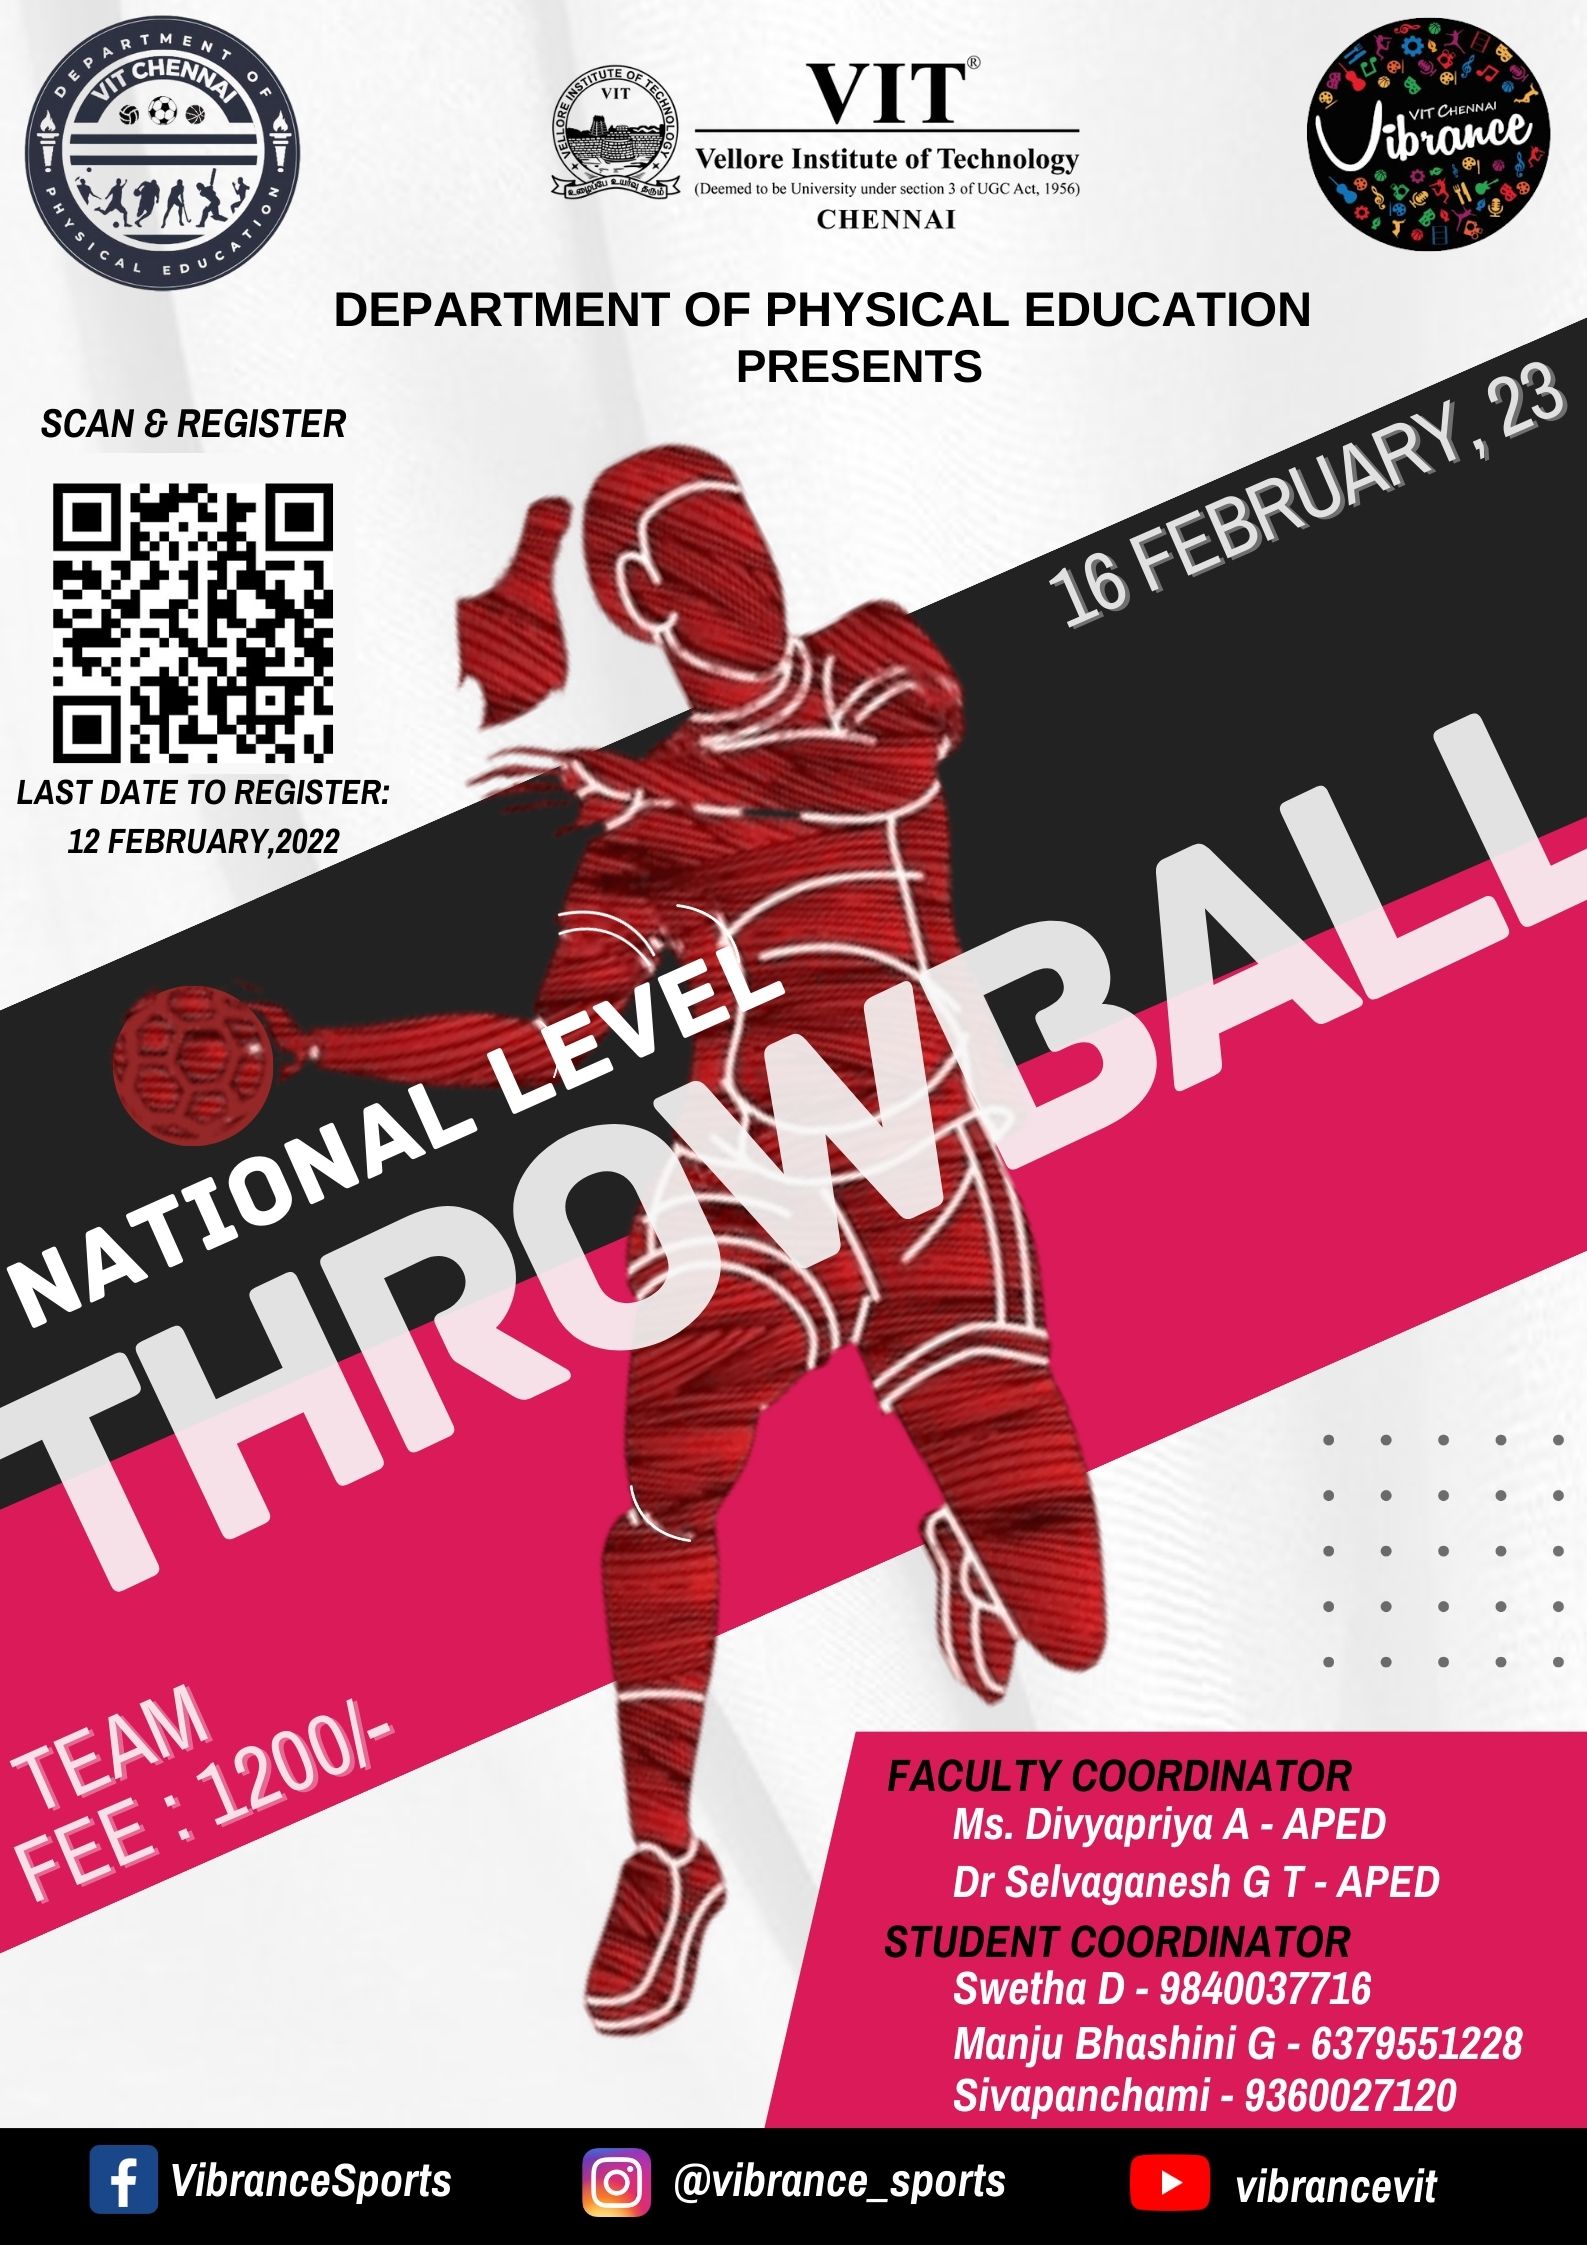 DEPARTMENT OF
VIT CHENNAI
PHYSICAL EDUCATION
VELLORE INSTITUTE OF TECHNOLOGY
VIT
VIT®
Vellore Institute of Technology
(Deemed to be University under section 3 of UGC Act, 1956)
CHENNAI
VIT CHENNAI
Vibrance
DEPARTMENT OF PHYSICAL EDUCATION
PRESENTS
SCAN & REGISTER
16 FEBRUARY, 23
LAST DATE TO REGISTER:
12 FEBRUARY,2022
NATIONAL LEVEL
THROWBALL
TEAM
FEE : 1200/-
FACULTY COORDINATOR
Ms. Divyapriya A - APED
Dr Selvaganesh G T - APED
STUDENT COORDINATOR
Swetha D - 9840037716
Manju Bhashini G - 6379551228
Sivapanchami - 9360027120
VibranceSports
@vibrance_sports
vibrancevit